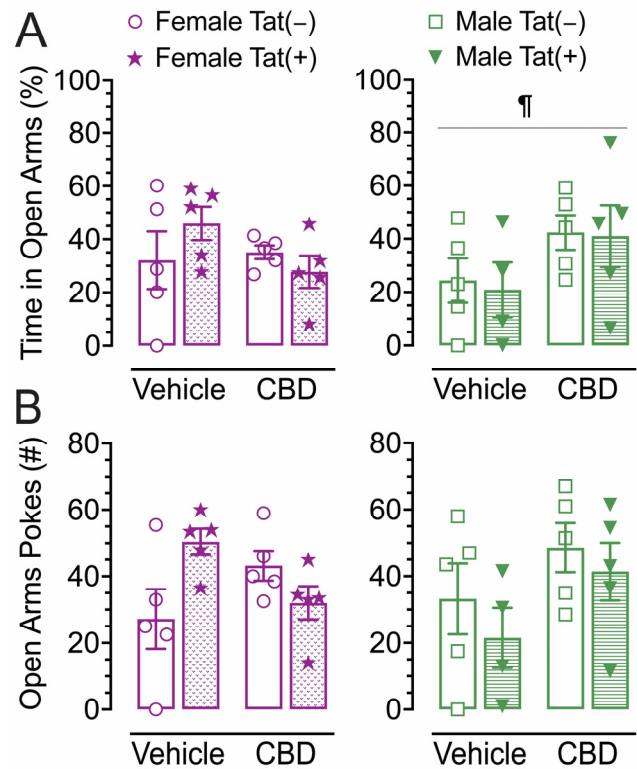 A
Female Tat(−)
Female Tat(+)
Male Tat(−)
Male Tat(+)
Time in Open Arms (%)
100
80
60
40
20
0
Vehicle
CBD
100
80
60
40
20
0
¶
Vehicle
CBD
B
Open Arms Pokes (#)
80
60
40
20
0
Vehicle
CBD
80
60
40
20
0
Vehicle
CBD